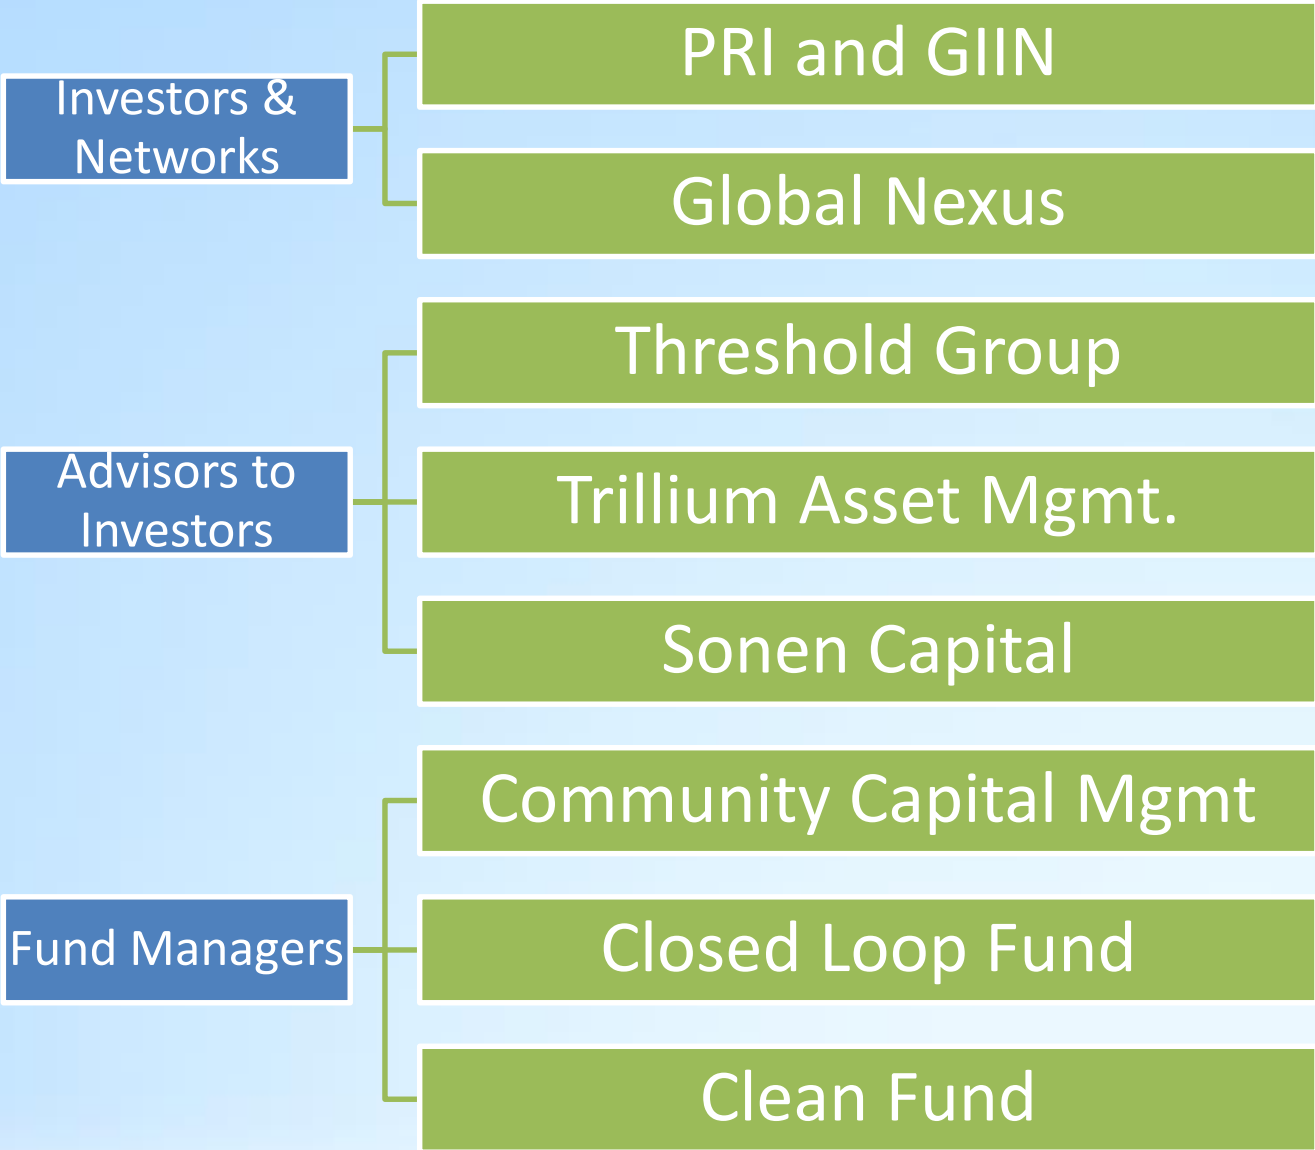 Investors &
Networks
PRI and GIIN
Global Nexus
Advisors to
Investors
Threshold Group
Trillium Asset Mgmt.
Sonen Capital
Fund Managers
Community Capital Mgmt
Closed Loop Fund
Clean Fund